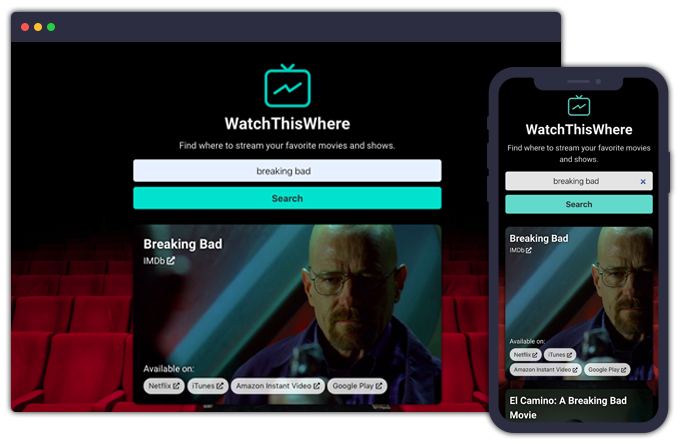 WatchThisWhere
Find where to stream your favorite movies and shows.
breaking bad
Search
Breaking Bad
IMDb
Available on:
Netflix
iTunes
Amazon Instant Video
Google Play
WatchThisWhere
Find where to stream your favorite movies
and shows.
breaking bad
Search
Breaking Bad
IMDb
Available on:
Netflix
iTunes
Amazon Instant Video
Google Play
El Camino: A Breaking Bad
Movie